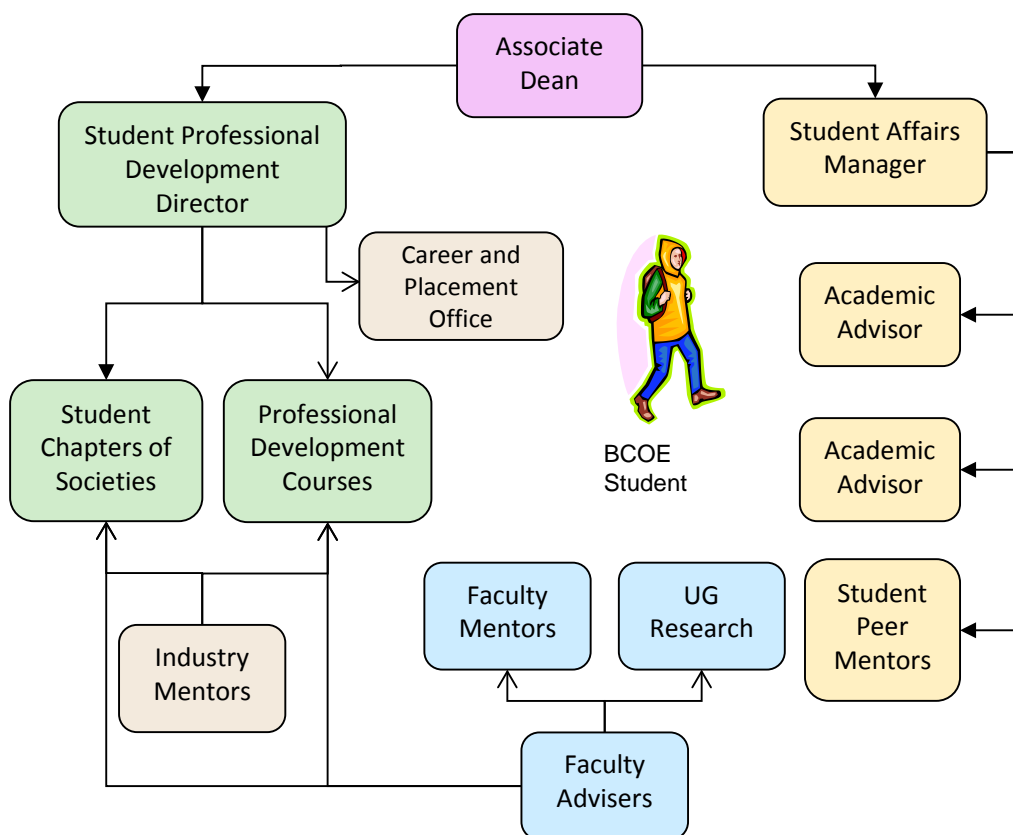 Associate
Dean
Student Professional
Development
Director
Student Affairs
Manager
Career and
Placement
Office
Academic
Advisor
Student
Chapters of
Societies
Professional
Development
Courses
BCOE
Student
Academic
Advisor
Faculty
Mentors
UG
Research
Student
Peer
Mentors
Industry
Mentors
Faculty
Advisers